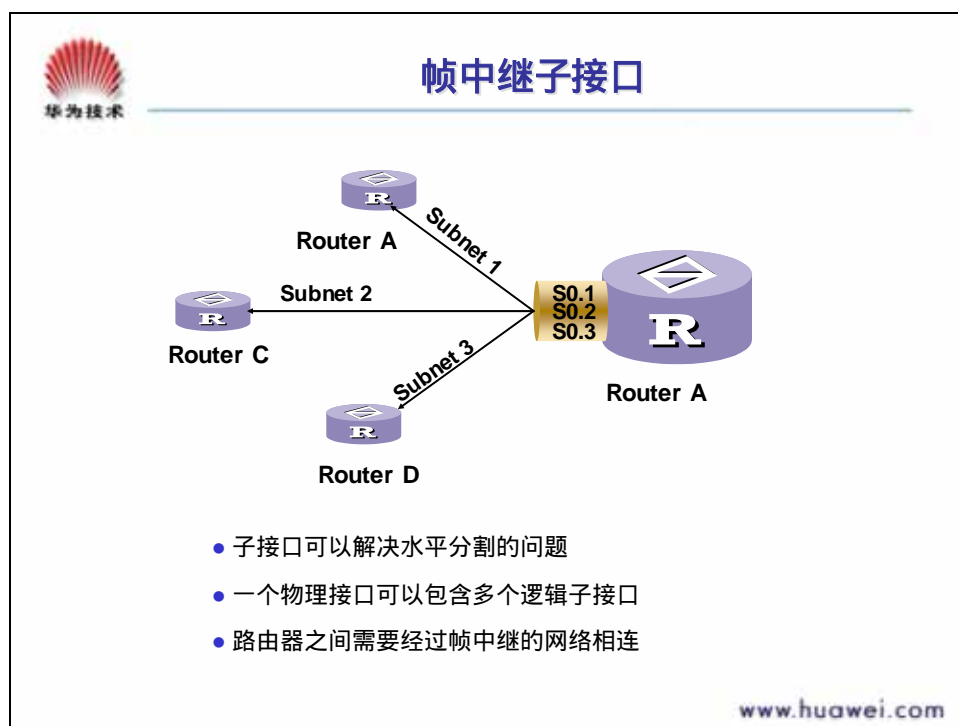 帧中继子接口
华为技术
R
Router A
Subnet 1
Subnet 2
S0.1
S0.2
S0.3
R
R
Router C
Router A
Subnet 3
R
Router D
子接口可以解决水平分割的问题
一个物理接口可以包含多个逻辑子接口
路由器之间需要经过帧中继的网络相连
www.huawei.com